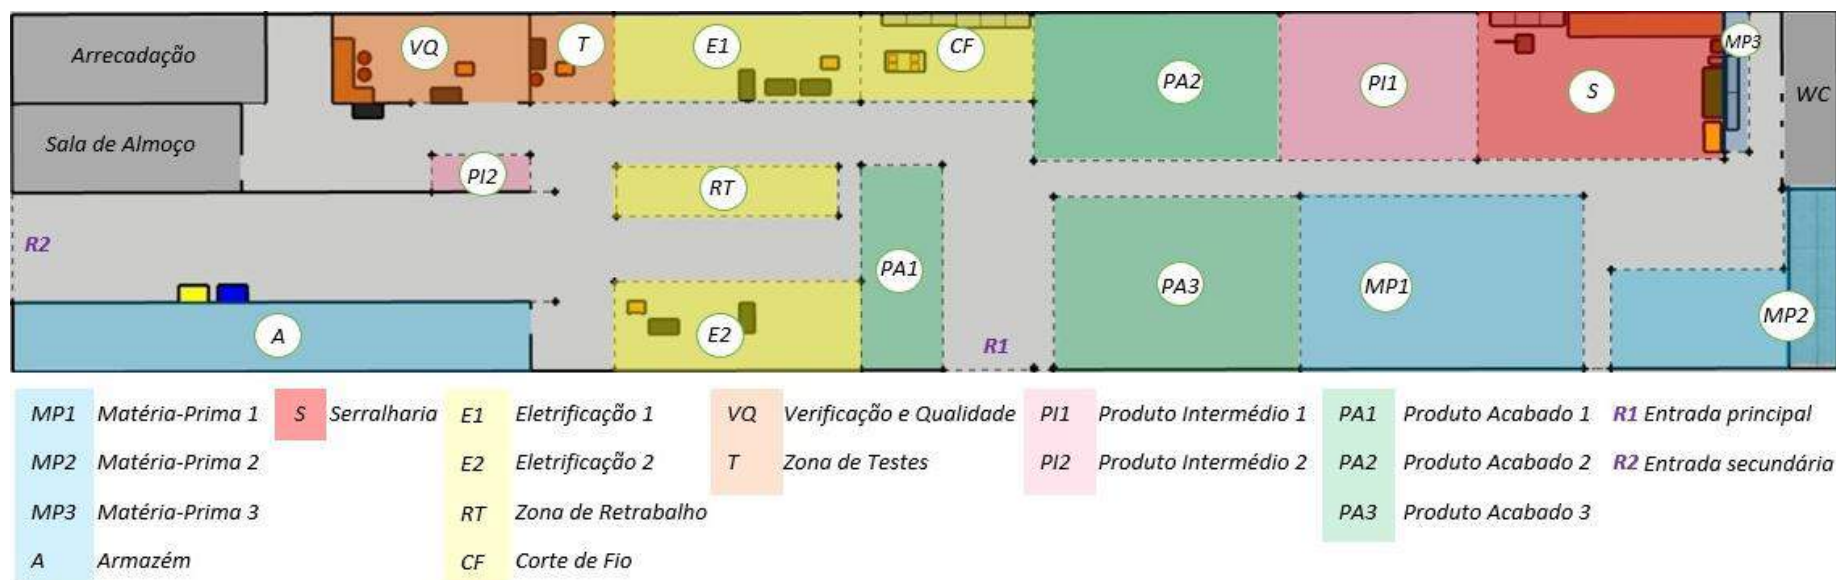 Arrecadação
VQ
T
E1
CF
PA2
PI1
S
MP3
WC
Sala de Almoço
PI2
RT
R2
PA1
PA3
MP1
MP2
A
E2
R1
MP1 Matéria-Prima 1
S Serralharia
E1 Eletrificação 1
VQ Verificação e Qualidade
PI1 Produto Intermédio 1
PA1 Produto Acabado 1
R1 Entrada principal
MP2 Matéria-Prima 2
E2 Eletrificação 2
T Zona de Testes
PI2 Produto Intermédio 2
PA2 Produto Acabado 2
R2 Entrada secundária
MP3 Matéria-Prima 3
RT Zona de Retrabalho
PA3 Produto Acabado 3
A Armazém
CF Corte de Fio